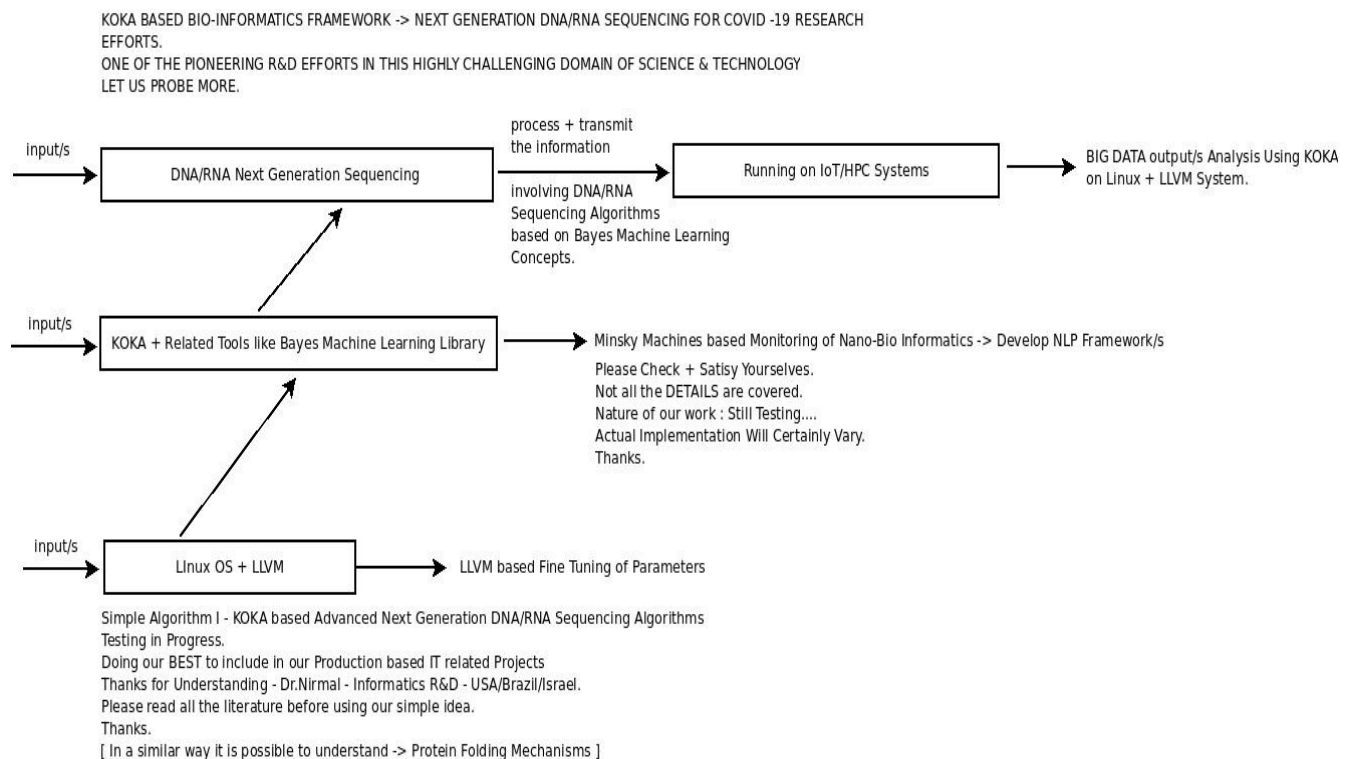 KOKA BASED BIO-INFORMATICS FRAMEWORK -> NEXT GENERATION DNA/RNA SEQUENCING FOR COVID -19 RESEARCH
EFFORTS.
ONE OF THE PIONEERING R&D EFFORTS IN THIS HIGHLY CHALLENGING DOMAIN OF SCIENCE & TECHNOLOGY
LET US PROBE MORE.
input/s
DNA/RNA Next Generation Sequencing
process + transmit
the information
involving DNA/RNA
Sequencing Algorithms
based on Bayes Machine Learning
Concepts.
Running on IoT/HPC Systems
BIG DATA output/s Analysis Using KOKA
on Linux + LLVM System.
input/s
KOKA + Related Tools like Bayes Machine Learning Library
Minsky Machines based Monitoring of Nano-Bio Informatics -> Develop NLP Framework/s
Please Check + Satisy Yourselves.
Not all the DETAILS are covered.
Nature of our work : Still Testing....
Actual Implementation Will Certainly Vary.
Thanks.
input/s
LInux OS + LLVM
LLVM based Fine Tuning of Parameters
Simple Algorithm I - KOKA based Advanced Next Generation DNA/RNA Sequencing Algorithms
Testing in Progress.
Doing our BEST to include in our Production based IT related Projects
Thanks for Understanding - Dr.Nirmal - Informatics R&D - USA/Brazil/Israel.
Please read all the literature before using our simple idea.
Thanks.
[ In a similar way it is possible to understand -> Protein Folding Mechanisms ]